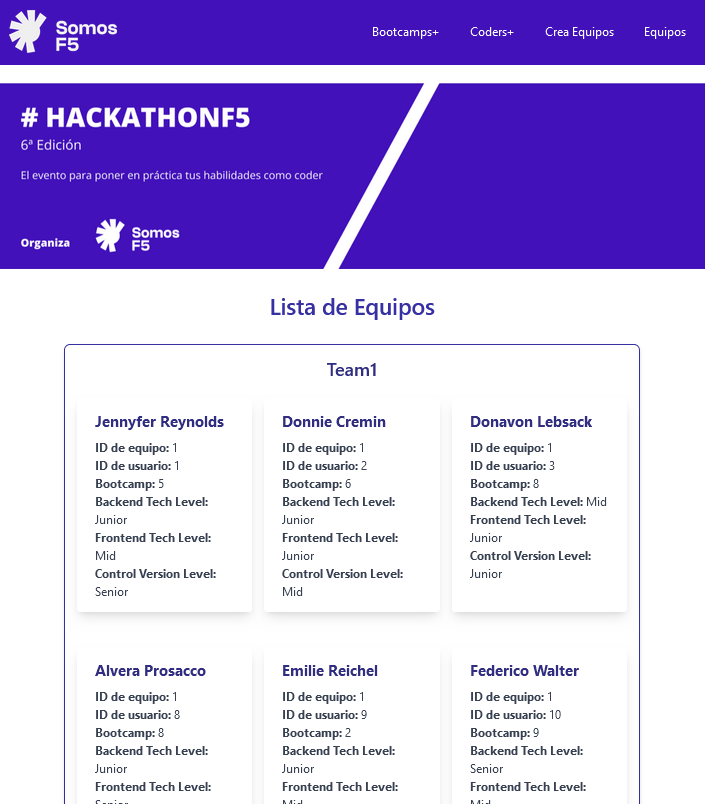 Somos
F5
Bootcamps+ Coders+ Crea Equipos Equipos
# HACKATHONF5
6ª Edición
El evento para poner en práctica tus habilidades como coder
Organiza
Somos
F5
Lista de Equipos
Team1
Jennyfer Reynolds
ID de equipo: 1
ID de usuario: 1
Bootcamp: 5
Backend Tech Level:
Junior
Frontend Tech Level:
Mid
Control Version Level:
Senior
Donnie Cremin
ID de equipo: 1
ID de usuario: 2
Bootcamp: 6
Backend Tech Level:
Junior
Frontend Tech Level:
Junior
Control Version Level:
Mid
Donavon Lebsack
ID de equipo: 1
ID de usuario: 3
Bootcamp: 8
Backend Tech Level: Mid
Frontend Tech Level:
Junior
Control Version Level:
Junior
Alvera Prosacco
ID de equipo: 1
ID de usuario: 8
Bootcamp: 8
Backend Tech Level:
Junior
Frontend Tech Level:
Senior
Emilie Reichel
ID de equipo: 1
ID de usuario: 9
Bootcamp: 2
Backend Tech Level:
Junior
Frontend Tech Level:
Mid
Federico Walter
ID de equipo: 1
ID de usuario: 10
Bootcamp: 9
Backend Tech Level:
Senior
Frontend Tech Level:
Mid